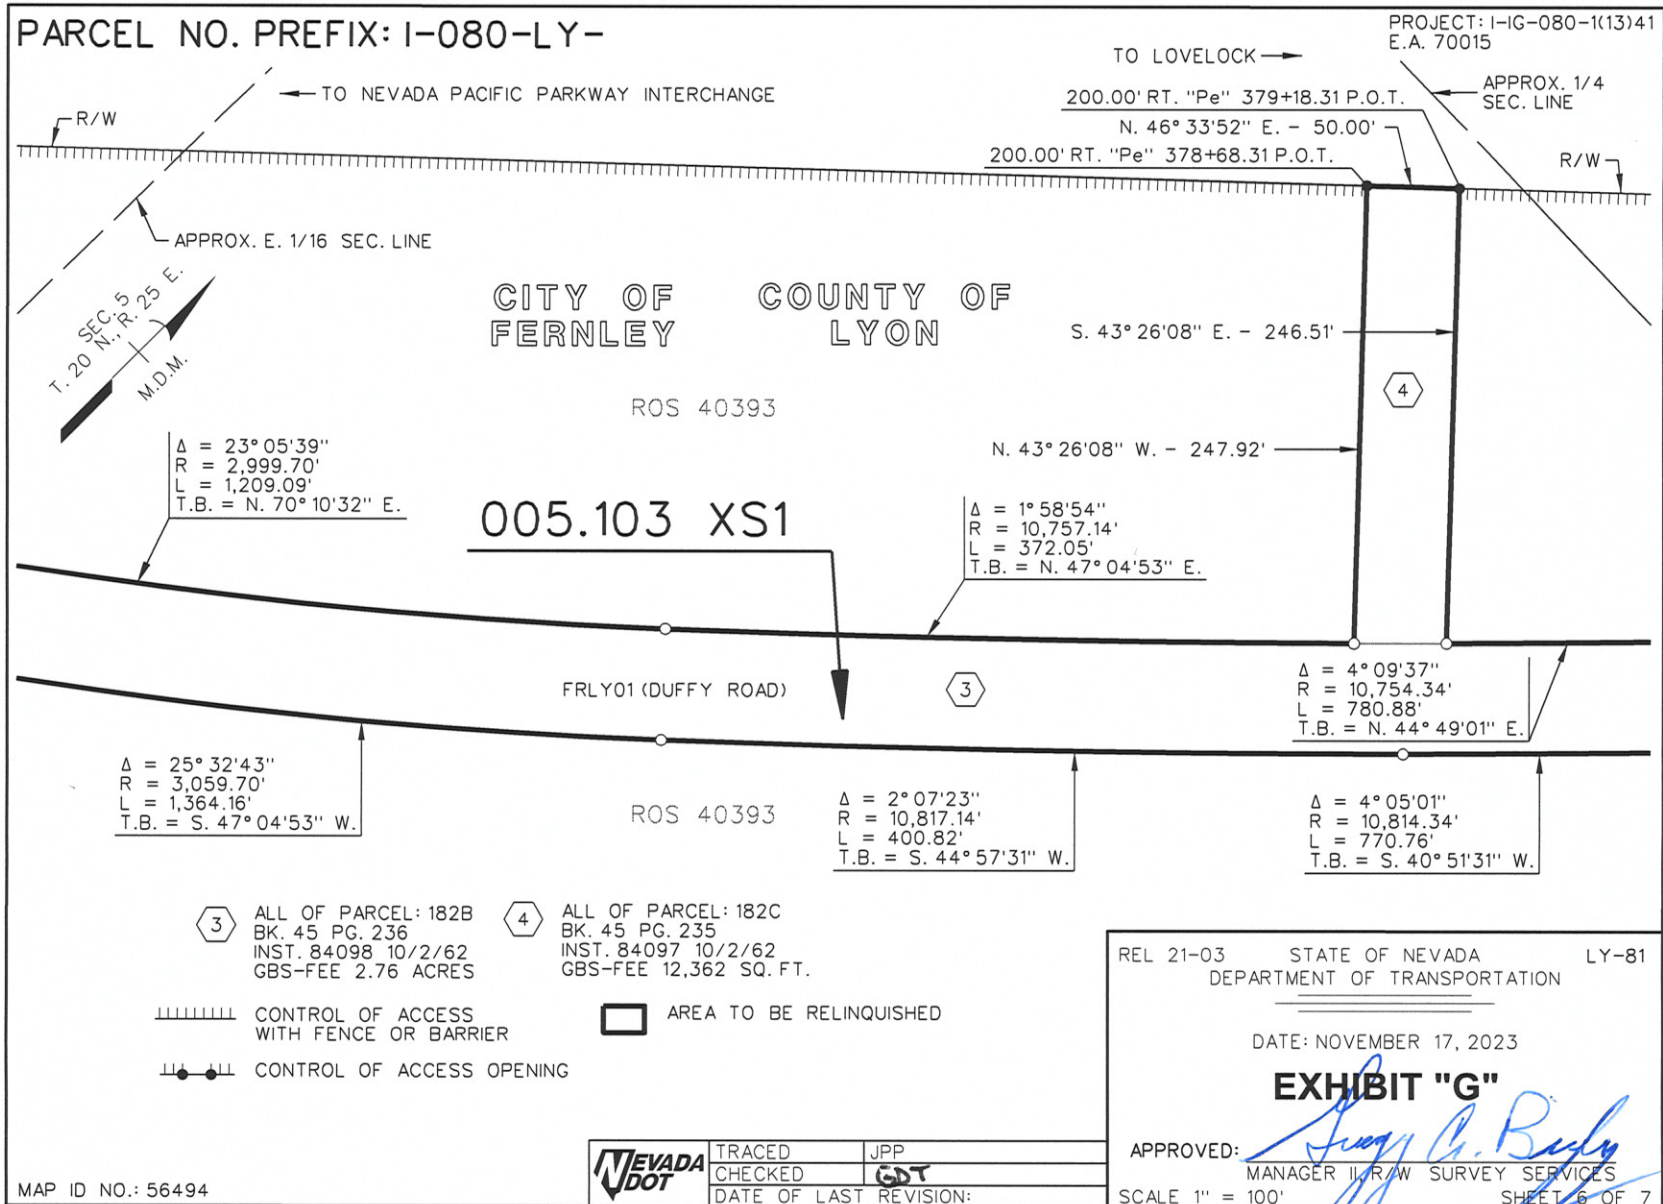 PARCEL NO. PREFIX: I-080-LY-
PROJECT: I-IG-080-1(13)41
E.A. 70015
TO LOVELOCK
TO NEVADA PACIFIC PARKWAY INTERCHANGE
APPROX. 1/4
SEC. LINE
200.00' RT. "Pe" 379+18.31 P.O.T.
R/W
N. 46° 33'52" E. - 50.00'
200.00' RT. "Pe" 378+68.31 P.O.T.
R/W
APPROX. E. 1/16 SEC. LINE
SEC. 5
T. 20 N., R. 25 E.
M.D.M.
CITY OF
FERNLEY
COUNTY OF
LYON
S. 43° 26'08" E. - 246.51'
4
ROS 40393
N. 43° 26'08" W. - 247.92'
Δ = 23° 05'39"
R = 2,999.70'
L = 1,209.09'
T.B. = N. 70° 10'32" E.
005.103 XS1
Δ = 1° 58'54"
R = 10,757.14'
L = 372.05'
T.B. = N. 47° 04'53" E.
FRLY01 (DUFFY ROAD)
3
Δ = 4° 09'37"
R = 10,754.34'
L = 780.88'
T.B. = N. 44° 49'01" E.
Δ = 25° 32'43"
R = 3,059.70'
L = 1,364.16'
T.B. = S. 47° 04'53" W.
ROS 40393
Δ = 2° 07'23"
R = 10,817.14'
L = 400.82'
T.B. = S. 44° 57'31" W.
Δ = 4° 05'01"
R = 10,814.34'
L = 770.76'
T.B. = S. 40° 51'31" W.
3
ALL OF PARCEL: 182B
BK. 45 PG. 236
INST. 84098 10/2/62
GBS-FEE 2.76 ACRES
4
ALL OF PARCEL: 182C
BK. 45 PG. 235
INST. 84097 10/2/62
GBS-FEE 12,362 SQ. FT.
CONTROL OF ACCESS
WITH FENCE OR BARRIER
AREA TO BE RELINQUISHED
CONTROL OF ACCESS OPENING
REL 21-03 STATE OF NEVADA LY-81
DEPARTMENT OF TRANSPORTATION
DATE: NOVEMBER 17, 2023
EXHIBIT "G"
APPROVED:
MANAGER II, R/W SURVEY SERVICES
SCALE 1" = 100' SHEET 6 OF 7
NEVADA
DOT
TRACED JPP
CHECKED GDT
DATE OF LAST REVISION:
MAP ID NO.: 56494